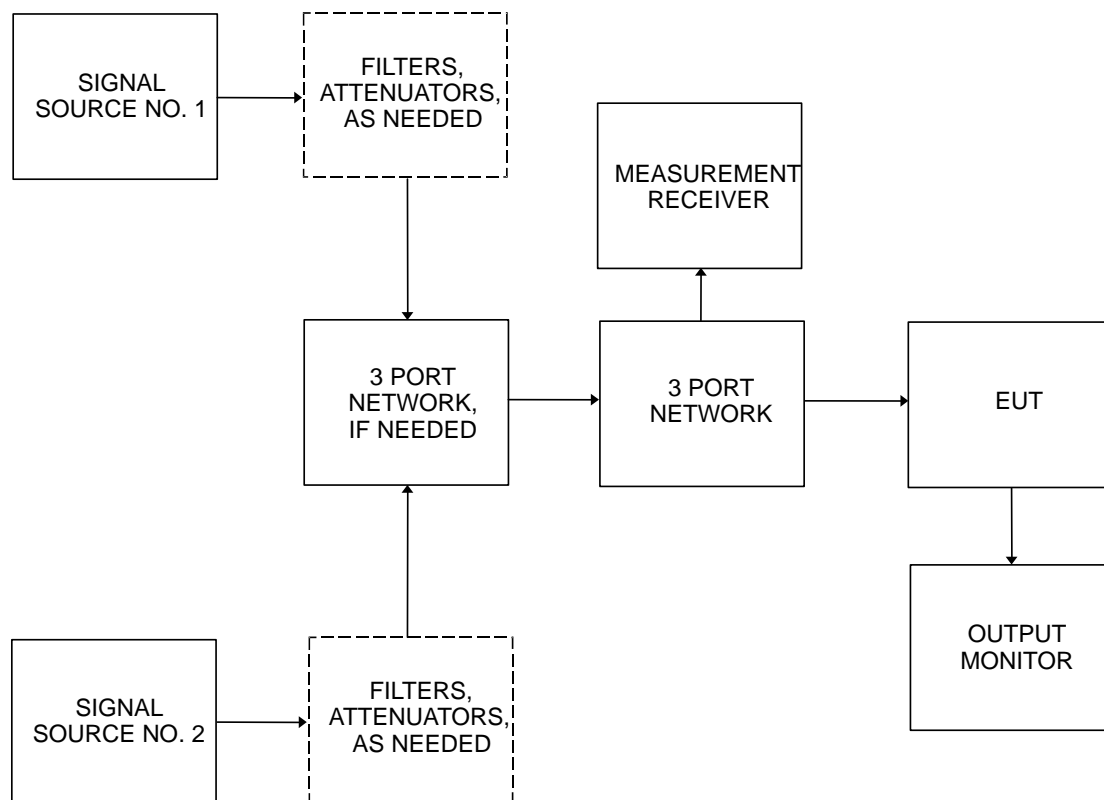 SIGNAL
SOURCE NO. 1
FILTERS,
ATTENUATORS,
AS NEEDED
MEASUREMENT
RECEIVER
3 PORT
NETWORK,
IF NEEDED
3 PORT
NETWORK
EUT
OUTPUT
MONITOR
SIGNAL
SOURCE NO. 2
FILTERS,
ATTENUATORS,
AS NEEDED